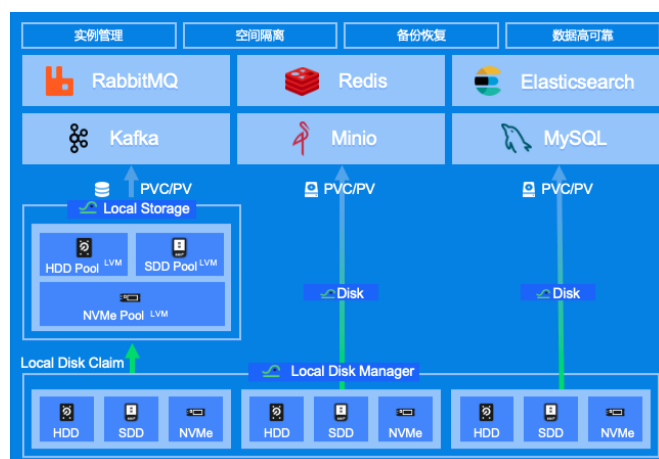 实例管理 空间隔离 备份恢复 数据高可靠
RabbitMQ Redis Elasticsearch
Kafka Minio MySQL
PVC/PV PVC/PV PVC/PV
Local Storage
HDD Pool LVM SDD Pool LVM
NVMe Pool LVM
Disk Disk
Local Disk Claim
Local Disk Manager
HDD SDD NVMe HDD SDD NVMe HDD SDD NVMe